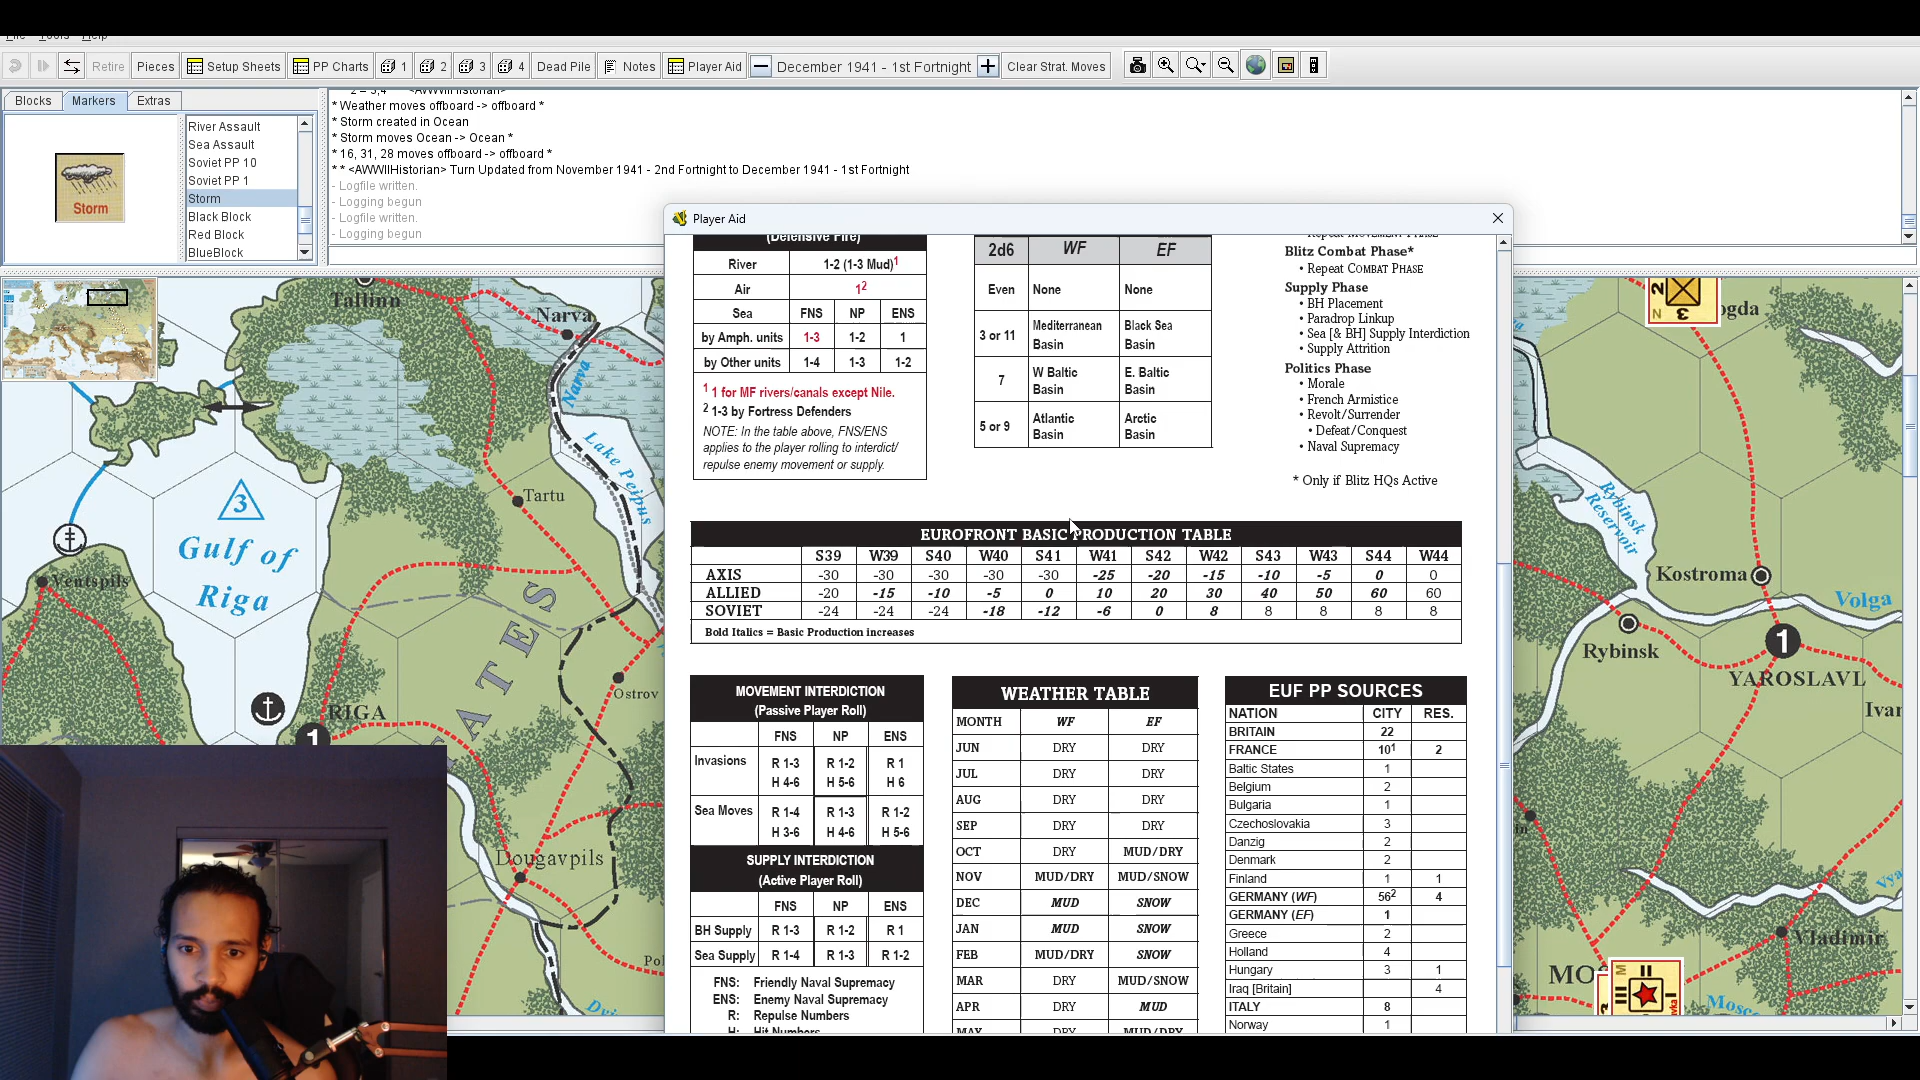 File Tools Help
Retire Pieces Setup Sheets PP Charts 1 2 3 4 Dead Pile Notes Player Aid December 1941 - 1st Fortnight Clear Strat. Moves
Blocks Markers Extras
River Assault
Sea Assault
Soviet PP 10
Soviet PP 1
Storm
Black Block
Red Block
BlueBlock
Storm
* Weather moves offboard -> offboard *
* Storm created in Ocean
* Storm moves Ocean -> Ocean *
* 16, 31, 28 moves offboard -> offboard *
* * <AWWIIHistorian> Turn Updated from November 1941 - 2nd Fortnight to December 1941 - 1st Fortnight
- Logfile written.
- Logging begun
- Logfile written.
- Logging begun
Player Aid
(Defensive Fire)
River 1-2 (1-3 Mud)1
Air 12
Sea FNS NP ENS
by Amph. units 1-3 1-2 1
by Other units 1-4 1-3 1-2
1 1 for MF rivers/canals except Nile.
2 1-3 by Fortress Defenders
NOTE: In the table above, FNS/ENS
applies to the player rolling to interdict/
repulse enemy movement or supply.
2d6 WF EF
Even None None
3 or 11 Mediterranean Basin Black Sea Basin
7 W Baltic Basin E. Baltic Basin
5 or 9 Atlantic Basin Arctic Basin
• Repeat MOVEMENT PHASE
Blitz Combat Phase*
• Repeat COMBAT PHASE
Supply Phase
• BH Placement
• Paradrop Linkup
• Sea [& BH] Supply Interdiction
• Supply Attrition
Politics Phase
• Morale
• French Armistice
• Revolt/Surrender
• Defeat/Conquest
• Naval Supremacy
* Only if Blitz HQs Active
EUROFRONT BASIC PRODUCTION TABLE
S39 W39 S40 W40 S41 W41 S42 W42 S43 W43 S44 W44
AXIS -30 -30 -30 -30 -30 -25 -20 -15 -10 -5 0 0
ALLIED -20 -15 -10 -5 0 10 20 30 40 50 60 60
SOVIET -24 -24 -24 -18 -12 -6 0 8 8 8 8 8
Bold Italics = Basic Production increases
MOVEMENT INTERDICTION
(Passive Player Roll)
FNS NP ENS
Invasions R 1-3 R 1-2 R 1
H 4-6 H 5-6 H 6
Sea Moves R 1-4 R 1-3 R 1-2
H 3-6 H 4-6 H 5-6
SUPPLY INTERDICTION
(Active Player Roll)
FNS NP ENS
BH Supply R 1-3 R 1-2 R 1
Sea Supply R 1-4 R 1-3 R 1-2
FNS: Friendly Naval Supremacy
ENS: Enemy Naval Supremacy
R: Repulse Numbers
H: Hit Numbers
WEATHER TABLE
MONTH WF EF
JUN DRY DRY
JUL DRY DRY
AUG DRY DRY
SEP DRY DRY
OCT DRY MUD/DRY
NOV MUD/DRY MUD/SNOW
DEC MUD SNOW
JAN MUD SNOW
FEB MUD/DRY SNOW
MAR DRY MUD/SNOW
APR DRY MUD
MAY DRY MUD/DRY
EUF PP SOURCES
NATION CITY RES.
BRITAIN 22
FRANCE 101 2
Baltic States 1
Belgium 2
Bulgaria 1
Czechoslovakia 3
Danzig 2
Denmark 2
Finland 1 1
GERMANY (WF) 562 4
GERMANY (EF) 1
Greece 2
Holland 4
Hungary 3 1
Iraq [Britain] 4
ITALY 8
Norway 1
Tallinn
Narva
Narva
Lake Peipus
Tartu
3
Gulf of
Riga
Ventspils
Ostrov
RIGA
1
Dougavpils
Rybinsk
Reservoir
Kostroma
Volga
Rybinsk
1
YAROSLAVL
Vladimir